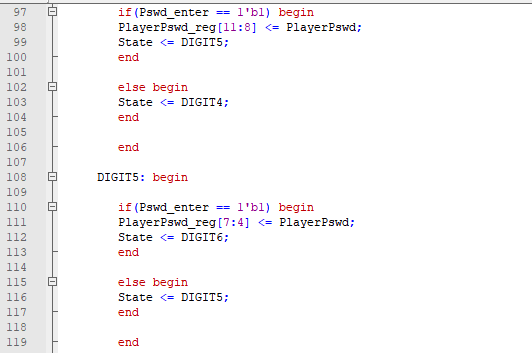 97 if(Pswd_enter == 1'b1) begin
98 PlayerPswd_reg[11:8] <= PlayerPswd;
99 State <= DIGIT5;
100 end
101
102 else begin
103 State <= DIGIT4;
104 end
105
106 end
107
108 DIGIT5: begin
109
110 if(Pswd_enter == 1'b1) begin
111 PlayerPswd_reg[7:4] <= PlayerPswd;
112 State <= DIGIT6;
113 end
114
115 else begin
116 State <= DIGIT5;
117 end
118
119 end